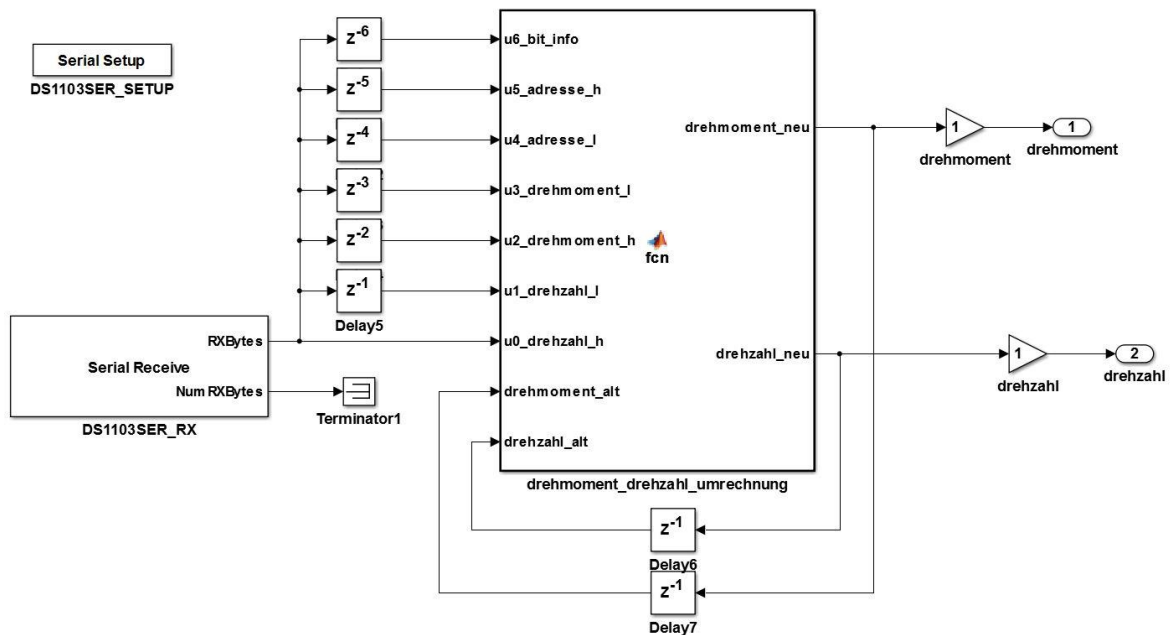 Serial Setup
DS1103SER_SETUP
z-6
u6_bit_info
z-5
u5_adresse_h
z-4
u4_adresse_l
z-3
u3_drehmoment_l
z-2
u2_drehmoment_h
z-1
u1_drehzahl_l
Delay5
u0_drehzahl_h
drehmoment_alt
drehzahl_alt
fcn
drehmoment_neu
drehzahl_neu
drehmoment_drehzahl_umrechnung
RXBytes
Serial Receive
Num RXBytes
DS1103SER_RX
Terminator1
1
drehmoment
1
drehmoment
1
drehzahl
2
drehzahl
z-1
Delay6
z-1
Delay7